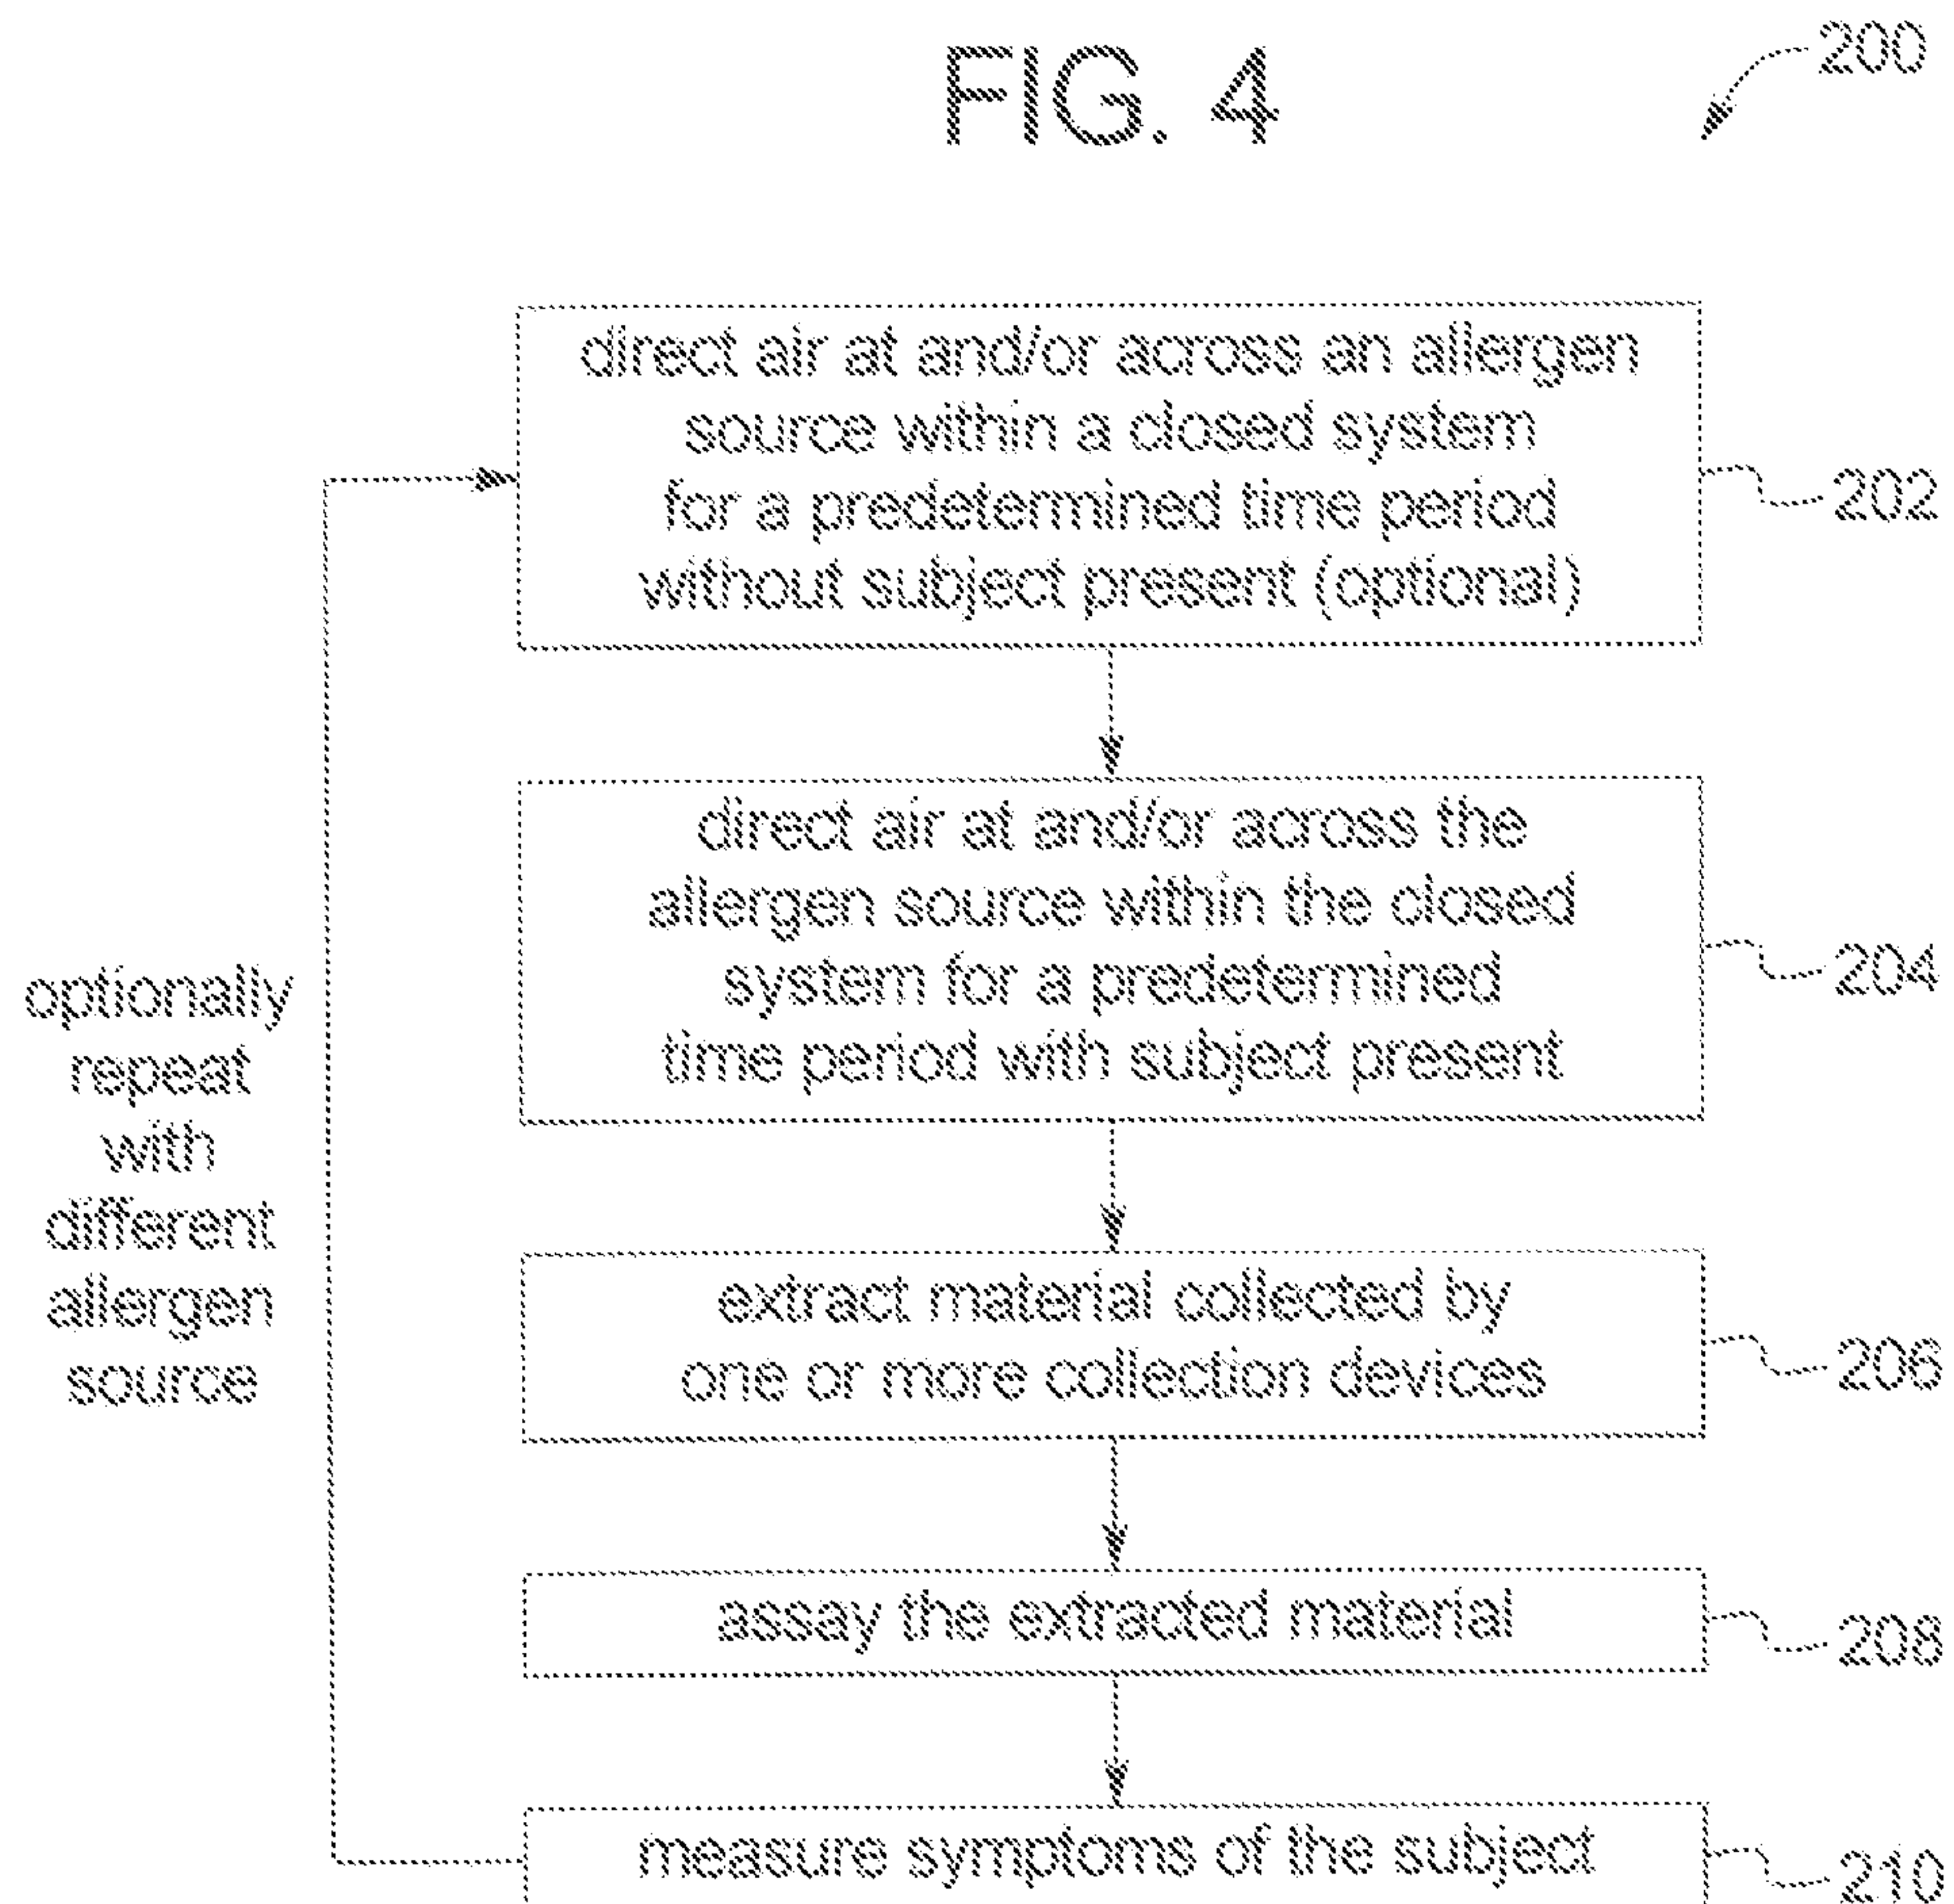 FIG. 4
200
direct air at and/or across an allergen
source within a closed system
for a predetermined time period
without subject present (optional)
202
direct air at and/or across the
allergen source within the closed
system for a predetermined
time period with subject present
204
optionally
repeat
with
different
allergen
source
extract material collected by
one or more collection devices
206
assay the extracted material
208
measure symptoms of the subject
210